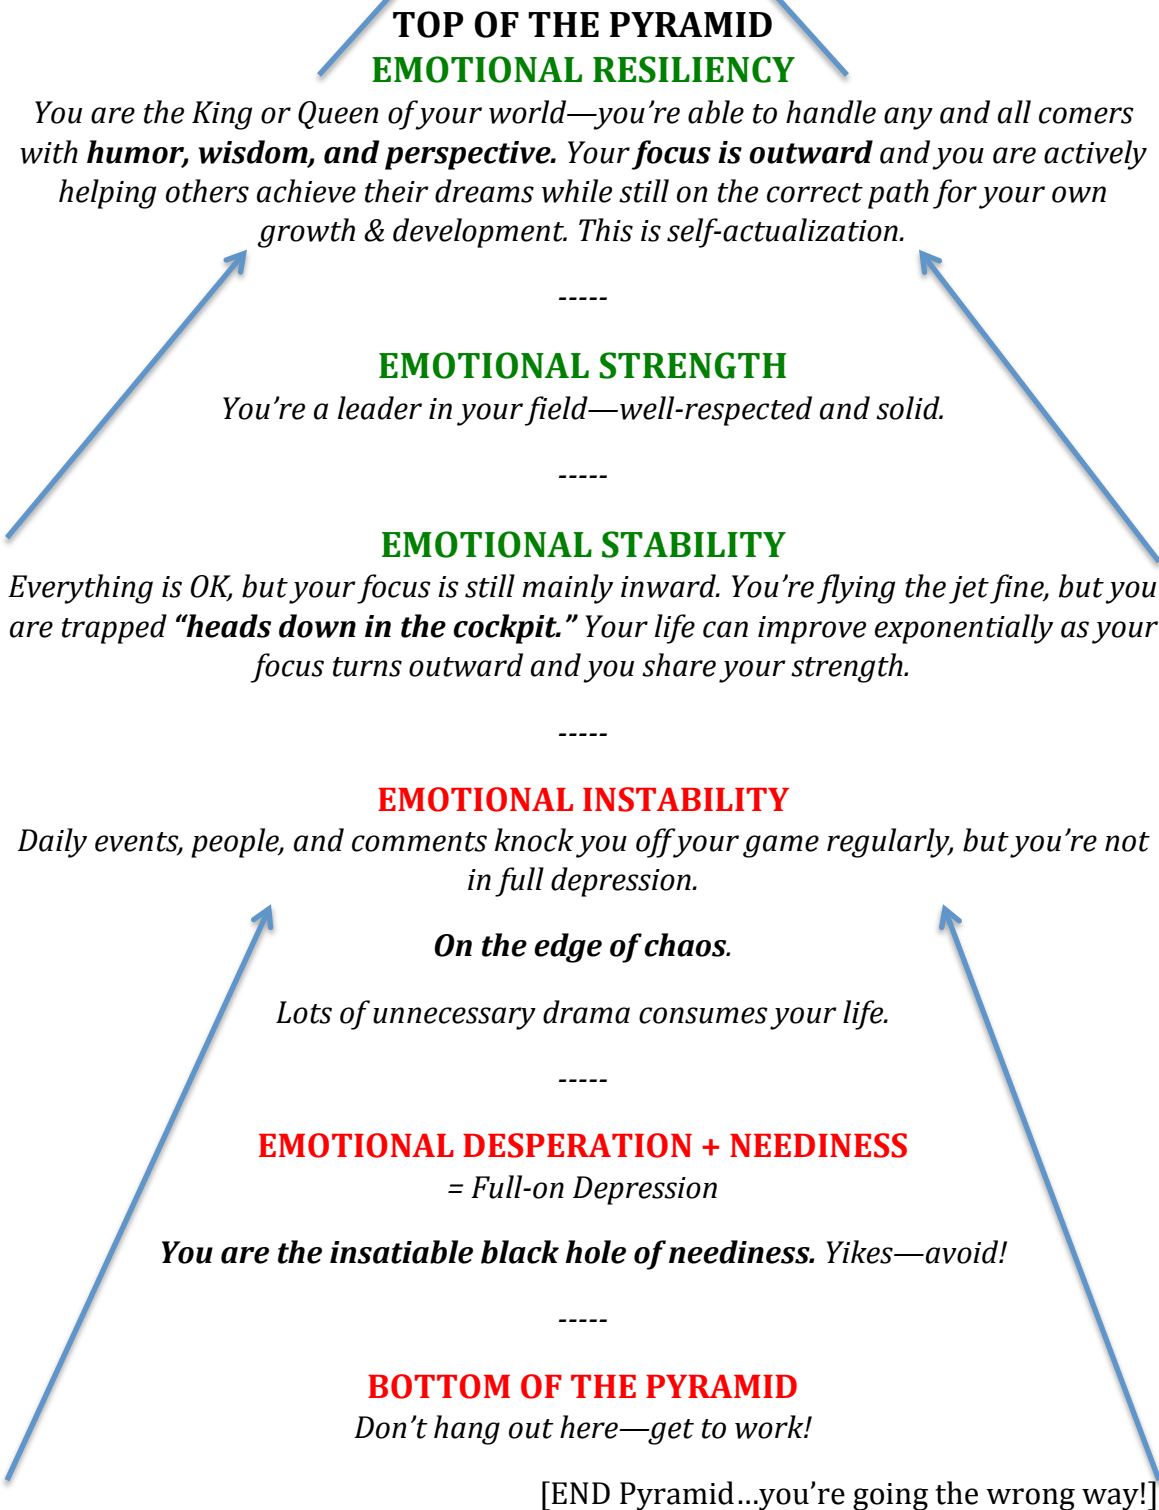 TOP OF THE PYRAMID
EMOTIONAL RESILIENCY
You are the King or Queen of your world—you’re able to handle any and all comers
with humor, wisdom, and perspective. Your focus is outward and you are actively
helping others achieve their dreams while still on the correct path for your own
growth & development. This is self-actualization.
-----
EMOTIONAL STRENGTH
You’re a leader in your field—well-respected and solid.
-----
EMOTIONAL STABILITY
Everything is OK, but your focus is still mainly inward. You’re flying the jet fine, but you
are trapped “heads down in the cockpit.” Your life can improve exponentially as your
focus turns outward and you share your strength.
-----
EMOTIONAL INSTABILITY
Daily events, people, and comments knock you off your game regularly, but you’re not
in full depression.
On the edge of chaos.
Lots of unnecessary drama consumes your life.
-----
EMOTIONAL DESPERATION + NEEDINESS
= Full-on Depression
You are the insatiable black hole of neediness. Yikes—avoid!
-----
BOTTOM OF THE PYRAMID
Don’t hang out here—get to work!
[END Pyramid…you’re going the wrong way!]